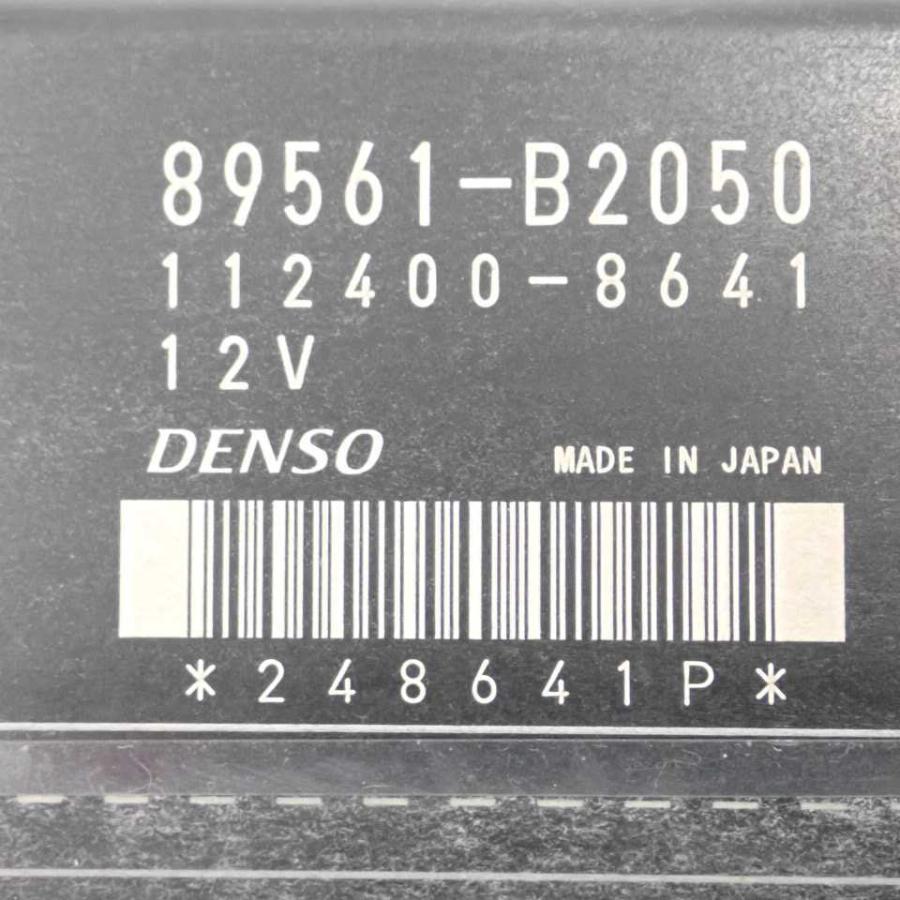 89561-B2050
112400-8641
12V
DENSO MADE IN JAPAN
*248641P*